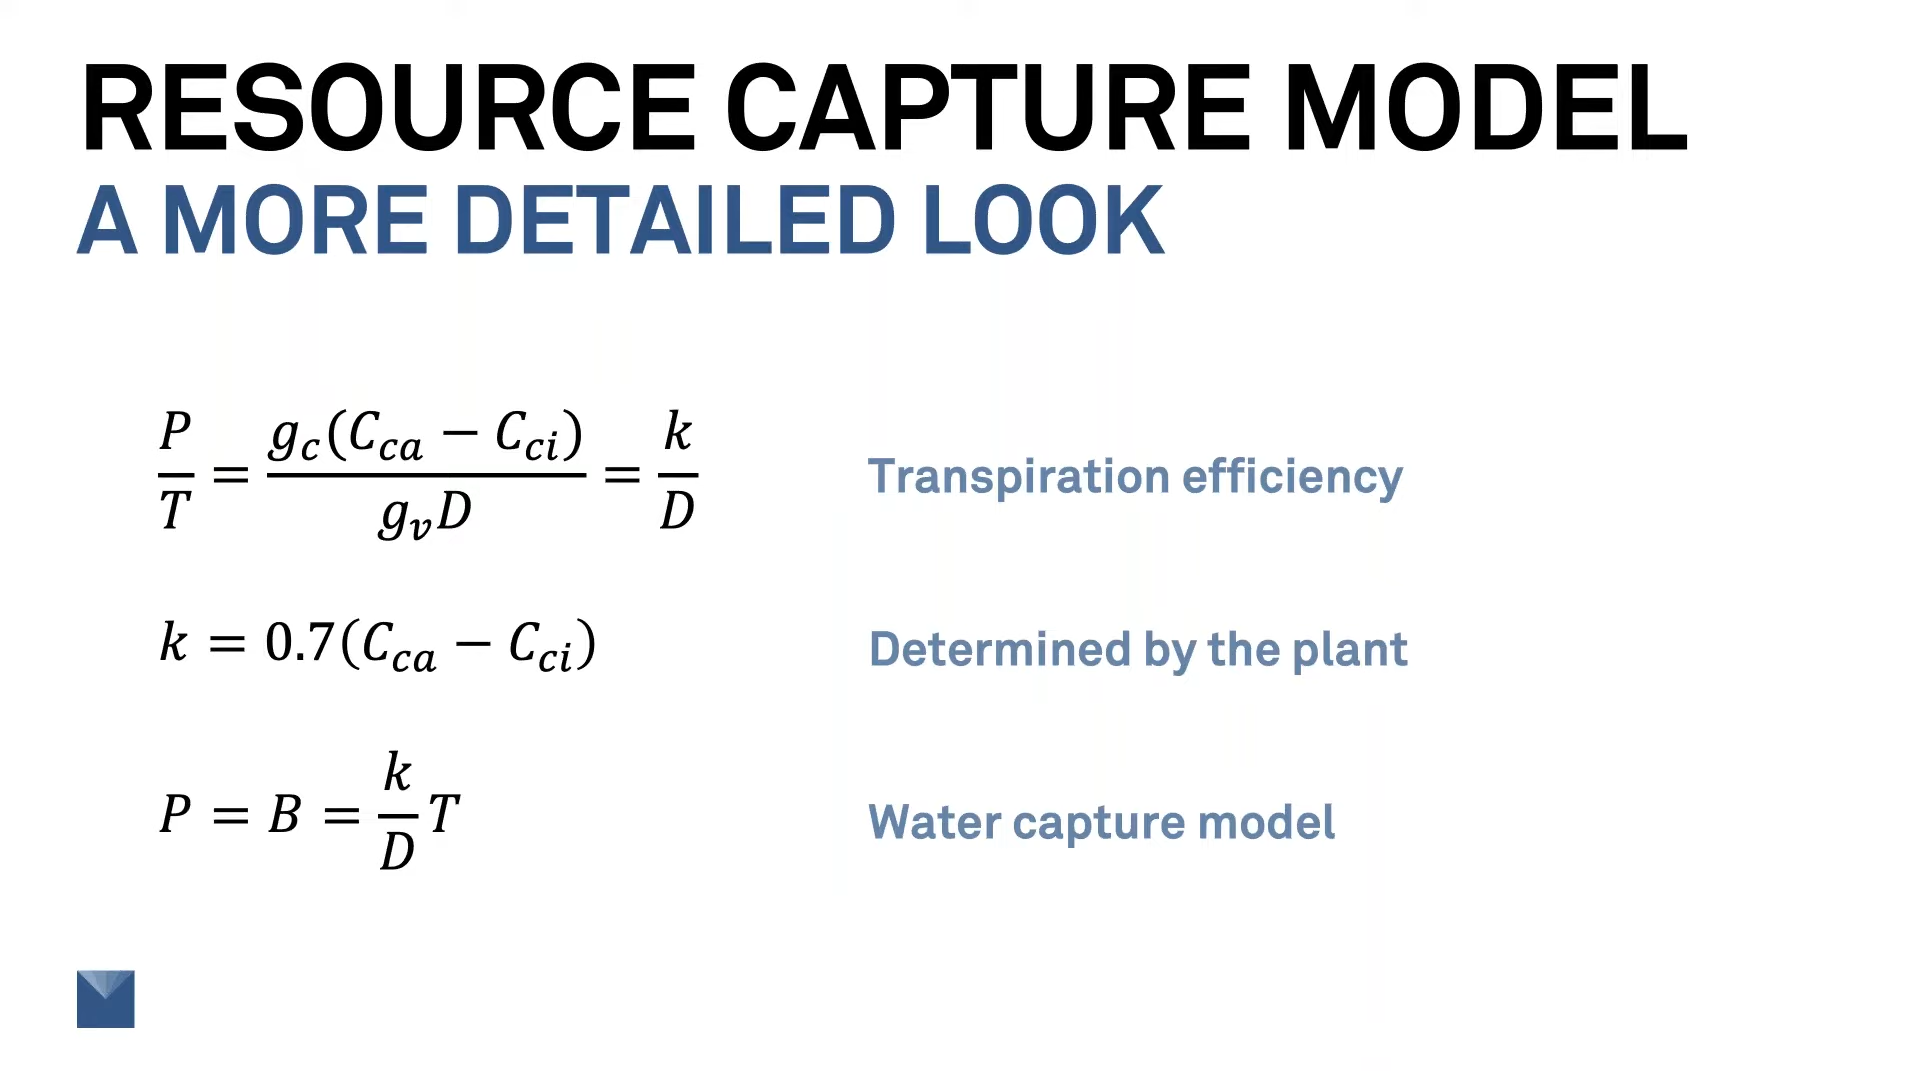 RESOURCE CAPTURE MODEL
A MORE DETAILED LOOK
P/T = g_c(C_ca − C_ci)/g_v D = k/D
Transpiration efficiency
k = 0.7(C_ca − C_ci)
Determined by the plant
P = B = k/D T
Water capture model